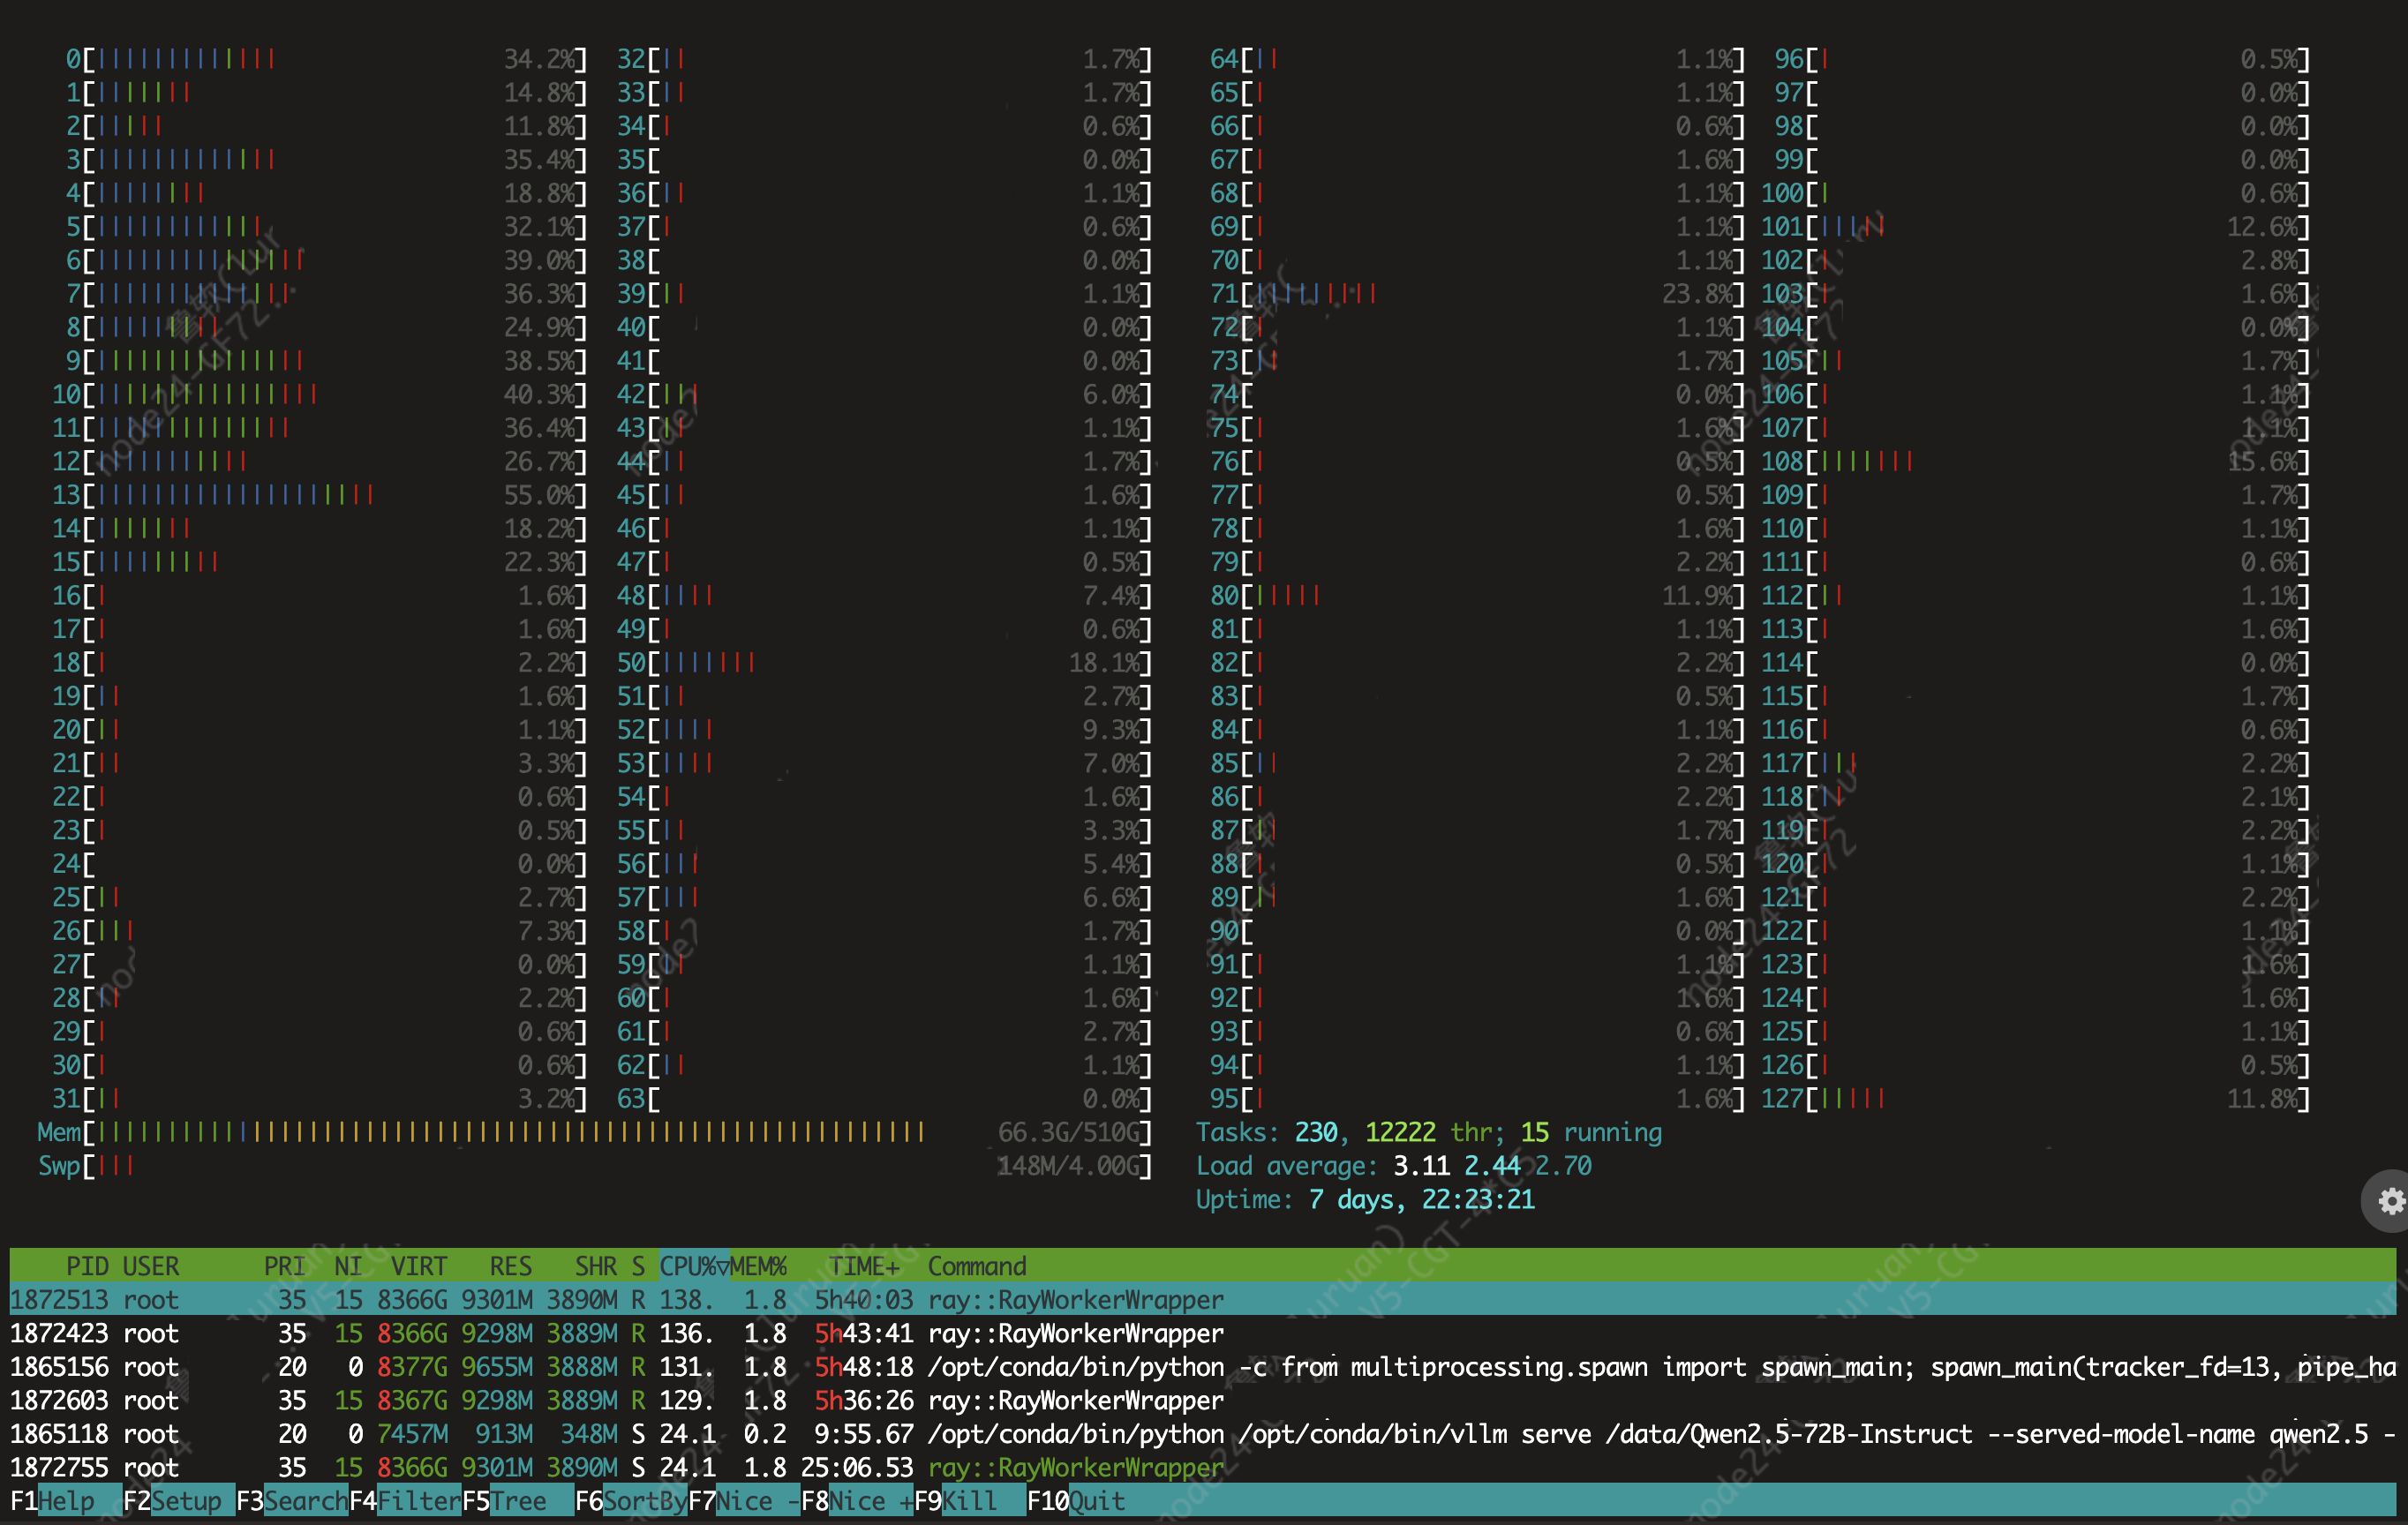 0[|||||||||||||34.2%] 32[||1.7%] 64[||1.1%] 96[|0.5%]
1[|||||||14.8%] 33[||1.7%] 65[|1.1%] 97[0.0%]
2[|||||11.8%] 34[|0.6%] 66[|0.6%] 98[0.0%]
3[|||||||||||||35.4%] 35[0.0%] 67[|1.6%] 99[0.0%]
4[||||||||18.8%] 36[||1.1%] 68[|1.1%] 100[|0.6%]
5[||||||||||||32.1%] 37[|0.6%] 69[|1.1%] 101[|||||12.6%]
6[|||||||||||||||39.0%] 38[0.0%] 70[|1.1%] 102[|2.8%]
7[||||||||||||||36.3%] 39[||1.1%] 71[|||||||||23.8%] 103[|1.6%]
8[|||||||||24.9%] 40[0.0%] 72[|1.1%] 104[0.0%]
9[|||||||||||||||38.5%] 41[0.0%] 73[||1.7%] 105[||1.7%]
10[||||||||||||||||40.3%] 42[|||6.0%] 74[0.0%] 106[|1.1%]
11[||||||||||||||36.4%] 43[||1.1%] 75[|1.6%] 107[|1.1%]
12[|||||||||||26.7%] 44[||1.7%] 76[|0.5%] 108[|||||||15.6%]
13[||||||||||||||||||||55.0%] 45[||1.6%] 77[|0.5%] 109[|1.7%]
14[|||||||18.2%] 46[|1.1%] 78[|1.6%] 110[|1.1%]
15[|||||||||22.3%] 47[|0.5%] 79[|2.2%] 111[|0.6%]
16[|1.6%] 48[||||7.4%] 80[|||||11.9%] 112[||1.1%]
17[|1.6%] 49[|0.6%] 81[|1.1%] 113[|1.6%]
18[|2.2%] 50[|||||||18.1%] 82[|2.2%] 114[0.0%]
19[||1.6%] 51[||2.7%] 83[|0.5%] 115[|1.7%]
20[||1.1%] 52[||||9.3%] 84[|1.1%] 116[|0.6%]
21[||3.3%] 53[||||7.0%] 85[||2.2%] 117[|||2.2%]
22[|0.6%] 54[|1.6%] 86[|2.2%] 118[||2.1%]
23[|0.5%] 55[||3.3%] 87[||1.7%] 119[|2.2%]
24[0.0%] 56[|||5.4%] 88[|0.5%] 120[|1.1%]
25[||2.7%] 57[|||6.6%] 89[||1.6%] 121[|2.2%]
26[|||7.3%] 58[|1.7%] 90[0.0%] 122[|1.1%]
27[0.0%] 59[||1.1%] 91[|1.1%] 123[|1.6%]
28[||2.2%] 60[|1.6%] 92[|1.6%] 124[|1.6%]
29[|0.6%] 61[|2.7%] 93[|0.6%] 125[|1.1%]
30[|0.6%] 62[||1.1%] 94[|1.1%] 126[|0.5%]
31[||3.2%] 63[0.0%] 95[|1.6%] 127[|||||11.8%]
Mem[||||||||||||||||||||||||||||||||||||||||||||||||||||||||||66.3G/510G] Tasks: 230, 12222 thr; 15 running
Swp[|||148M/4.00G] Load average: 3.11 2.44 2.70
Uptime: 7 days, 22:23:21
PID USER PRI NI VIRT RES SHR S CPU%▽MEM% TIME+ Command
1872513 root 35 15 8366G 9301M 3890M R 138. 1.8 5h40:03 ray::RayWorkerWrapper
1872423 root 35 15 8366G 9298M 3889M R 136. 1.8 5h43:41 ray::RayWorkerWrapper
1865156 root 20 0 8377G 9655M 3888M R 131. 1.8 5h48:18 /opt/conda/bin/python -c from multiprocessing.spawn import spawn_main; spawn_main(tracker_fd=13, pipe_ha
1872603 root 35 15 8367G 9298M 3889M R 129. 1.8 5h36:26 ray::RayWorkerWrapper
1865118 root 20 0 7457M 913M 348M S 24.1 0.2 9:55.67 /opt/conda/bin/python /opt/conda/bin/vllm serve /data/Qwen2.5-72B-Instruct --served-model-name qwen2.5 -
1872755 root 35 15 8366G 9301M 3890M S 24.1 1.8 25:06.53 ray::RayWorkerWrapper
F1Help F2Setup F3SearchF4FilterF5Tree F6SortByF7Nice -F8Nice +F9Kill F10Quit